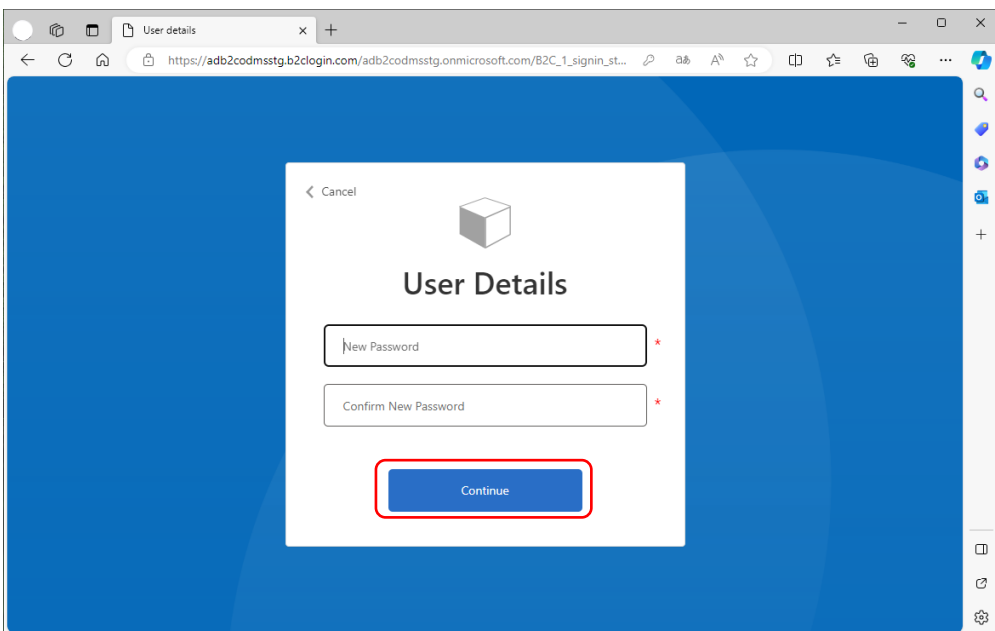 User details
https://adb2codmsstg.b2clogin.com/adb2codmsstg.onmicrosoft.com/B2C_1_signin_st...
Cancel
User Details
New Password *
Confirm New Password *
Continue